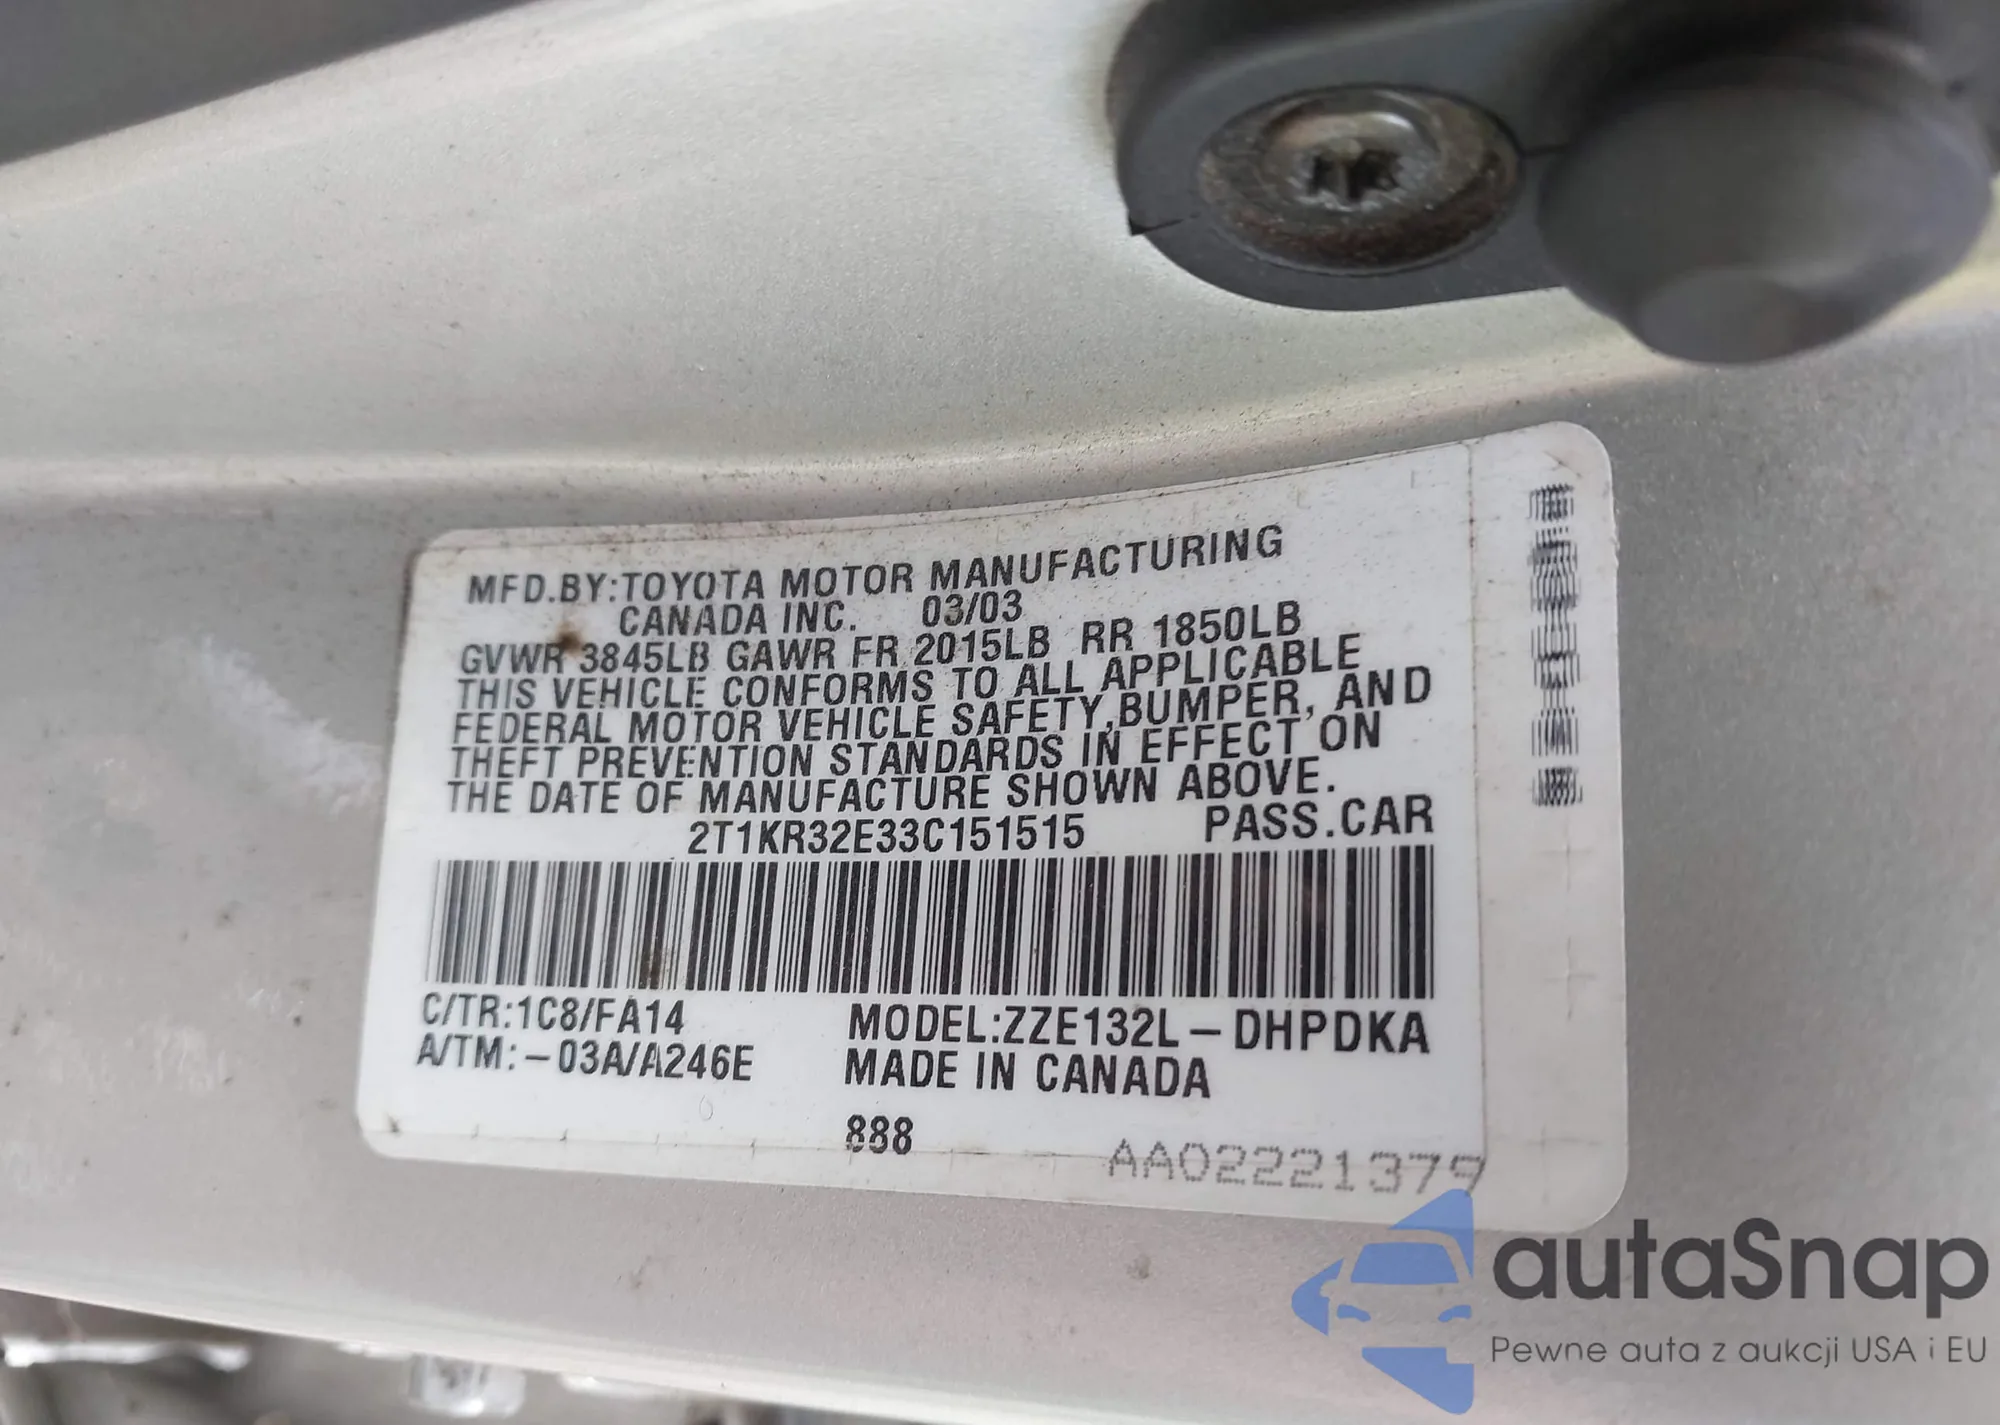 MFD.BY:TOYOTA MOTOR MANUFACTURING
CANADA INC. 03/03
GVWR 3845LB GAWR FR 2015LB RR 1850LB
THIS VEHICLE CONFORMS TO ALL APPLICABLE
FEDERAL MOTOR VEHICLE SAFETY,BUMPER, AND
THEFT PREVENTION STANDARDS IN EFFECT ON
THE DATE OF MANUFACTURE SHOWN ABOVE.
2T1KR32E33C151515 PASS.CAR
C/TR:1C8/FA14 MODEL:ZZE132L-DHPDKA
A/TM:-03A/A246E MADE IN CANADA
888
AA02221379
autaSnap
Pewne auta z aukcji USA i EU